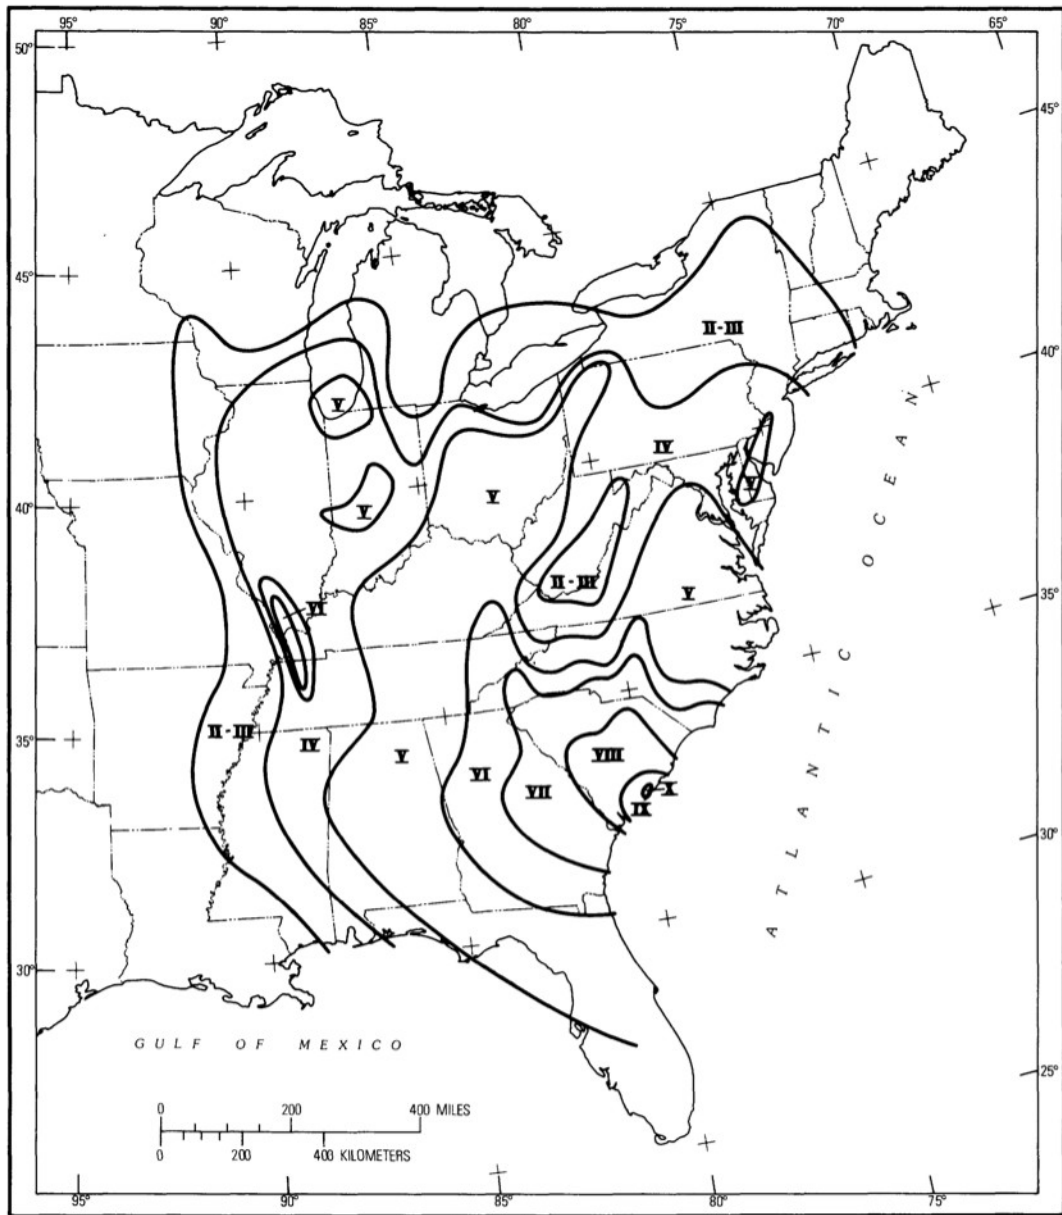 95° 90° 85° 80° 75° 70° 65°
50°
45°
II-III
45°
40°
V
IV
V
V
V
40°
II-III
VI
V
35°
II-III
IV
V
VI
VII
VIII
IX
X
35°
30°
30°
25°
ATLANTIC OCEAN
GULF OF MEXICO
0 200 400 MILES
0 200 400 KILOMETERS
95° 90° 85° 80° 75°